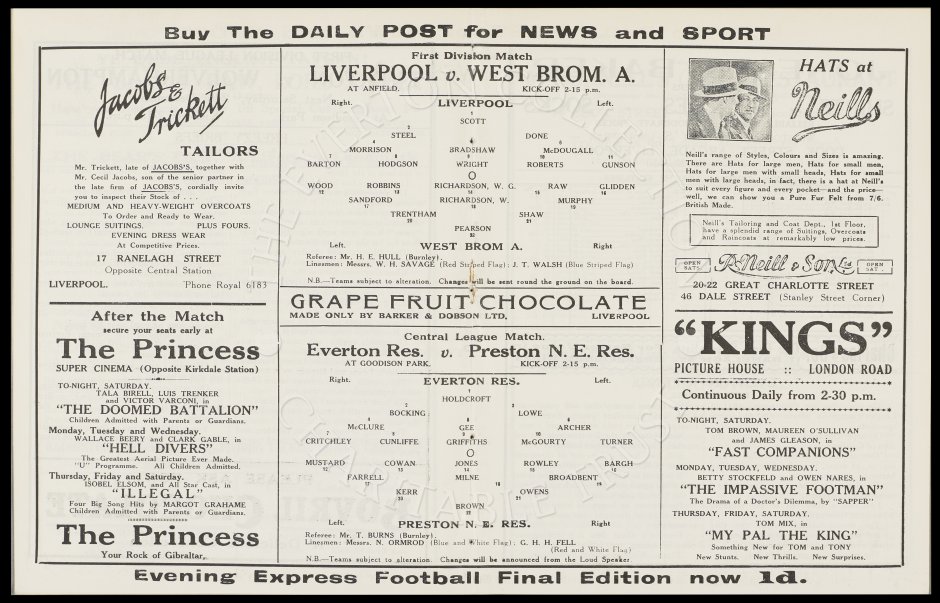 Buy The DAILY POST for NEWS and SPORT
Jacobs & Trickett
TAILORS
Mr. Trickett, late of JACOBS'S, together with
Mr. Cecil Jacobs, son of the senior partner in
the late firm of JACOBS'S, cordially invite
you to inspect their Stock of . . .
MEDIUM AND HEAVY-WEIGHT OVERCOATS
To Order and Ready to Wear.
LOUNGE SUITINGS. PLUS FOURS.
EVENING DRESS WEAR
At Competitive Prices.
17 RANELAGH STREET
Opposite Central Station
LIVERPOOL. 'Phone Royal 6183
After the Match
secure your seats early at
The Princess
SUPER CINEMA (Opposite Kirkdale Station)
TO-NIGHT, SATURDAY.
TALA BIRELL, LUIS TRENKER
and VICTOR VARCONI, in
"THE DOOMED BATTALION"
Children Admitted with Parents or Guardians.
Monday, Tuesday and Wednesday.
WALLACE BEERY and CLARK GABLE, in
"HELL DIVERS"
The Greatest Aerial Picture Ever Made.
"U" Programme. All Children Admitted.
Thursday, Friday and Saturday.
ISOBEL ELSOM, and All Star Cast, in
"ILLEGAL"
Four Big Song Hits by MARGOT GRAHAME
Children Admitted with Parents or Guardians.
The Princess
Your Rock of Gibraltar.
First Division Match
LIVERPOOL v. WEST BROM. A.
AT ANFIELD. KICK-OFF 2-15 p.m.
Right. LIVERPOOL Left.
1
SCOTT
2 3
STEEL DONE
4 5 6
MORRISON BRADSHAW McDOUGALL
7 8 9 10 11
BARTON HODGSON WRIGHT ROBERTS GUNSON
O
WOOD ROBBINS RICHARDSON, W. G. RAW GLIDDEN
12 13 14 15 16
SANDFORD RICHARDSON, W. MURPHY
17 18 19
TRENTHAM SHAW
20 21
PEARSON
22
Left. WEST BROM A. Right
Referee: Mr. H. E. HULL (Burnley).
Linesmen: Messrs. W. H. SAVAGE (Red Striped Flag); J. T. WALSH (Blue Striped Flag)
N.B.—Teams subject to alteration. Changes will be sent round the ground on the board.
GRAPE FRUIT CHOCOLATE
MADE ONLY BY BARKER & DOBSON LTD. LIVERPOOL
Central League Match.
Everton Res. v. Preston N. E. Res.
AT GOODISON PARK. KICK-OFF 2-15 p.m.
Right. EVERTON RES. Left.
1
HOLDCROFT
2 3
BOCKING LOWE
4 5 6
McCLURE GEE ARCHER
7 8 9 10 11
CRITCHLEY CUNLIFFE GRIFFITHS McGOURTY TURNER
O
MUSTARD COWAN JONES ROWLEY BARGH
12 13 14 15 16
FARRELL MILNE BROADBENT
17 18 19
KERR OWENS
20 21
BROWN
22
Left. PRESTON N. E. RES. Right
Referee: Mr. T. BURNS (Burnley).
Linesmen: Messrs. N. ORMROD (Blue and White Flag); G. H. H. FELL
(Red and White Flag)
N.B.—Teams subject to alteration. Changes will be announced from the Loud Speaker.
HATS at
Neills
Neill's range of Styles, Colours and Sizes is amazing.
There are Hats for large men, Hats for small men,
Hats for large men with small heads, Hats for small
men with large heads, in fact, there is a hat at Neill's
to suit every figure and every pocket—and the price—
well, we can show you a Pure Fur Felt from 7/6.
British Made.
Neill's Tailoring and Coat Dept., 1st Floor,
have a splendid range of Suitings, Overcoats
and Raincoats at remarkably low prices.
OPEN SATS. R. Neill & Son Ltd OPEN SAT.
20-22 GREAT CHARLOTTE STREET
46 DALE STREET (Stanley Street Corner)
"KINGS"
PICTURE HOUSE :: LONDON ROAD
Continuous Daily from 2-30 p.m.
TO-NIGHT, SATURDAY.
TOM BROWN, MAUREEN O'SULLIVAN
and JAMES GLEASON, in
"FAST COMPANIONS"
MONDAY, TUESDAY, WEDNESDAY.
BETTY STOCKFELD and OWEN NARES, in
"THE IMPASSIVE FOOTMAN"
The Drama of a Doctor's Dilemma, by "SAPPER"
THURSDAY, FRIDAY, SATURDAY.
TOM MIX, in
"MY PAL THE KING"
Something New for TOM and TONY
New Stunts. New Thrills. New Surprises.
Evening Express Football Final Edition now 1d.
THE EVERTON COLLECTION
CHARITABLE TRUST